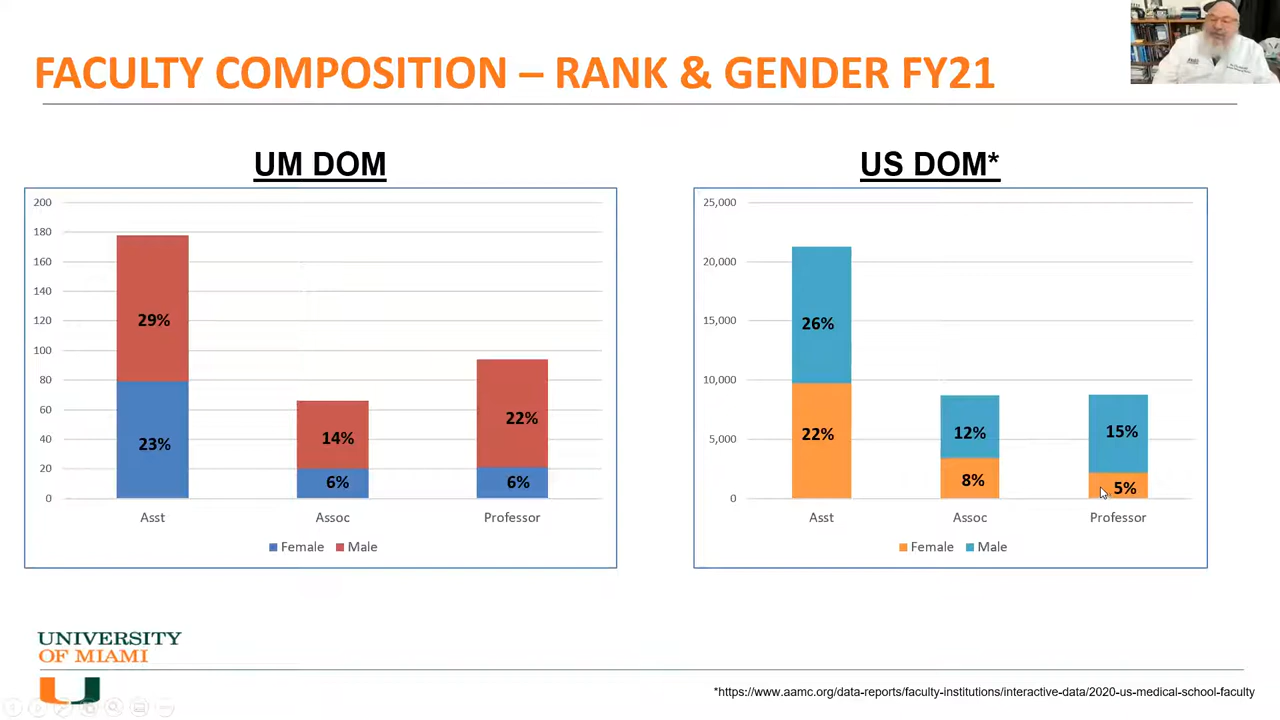 FACULTY COMPOSITION – RANK & GENDER FY21
UM DOM
200
180
160
140
120
100
80
60
40
20
0
29%
23%
14%
6%
22%
6%
Asst
Assoc
Professor
Female
Male
US DOM*
25,000
20,000
15,000
10,000
5,000
0
26%
22%
12%
8%
15%
5%
Asst
Assoc
Professor
Female
Male
UNIVERSITY
OF MIAMI
*https://www.aamc.org/data-reports/faculty-institutions/interactive-data/2020-us-medical-school-faculty